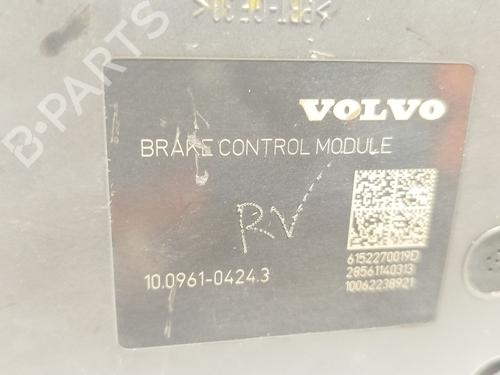 VOLVO
BRAKE CONTROL MODULE
RV
6152270019D
28561140313
10.0961-0424.3
10062238921
B-PARTS